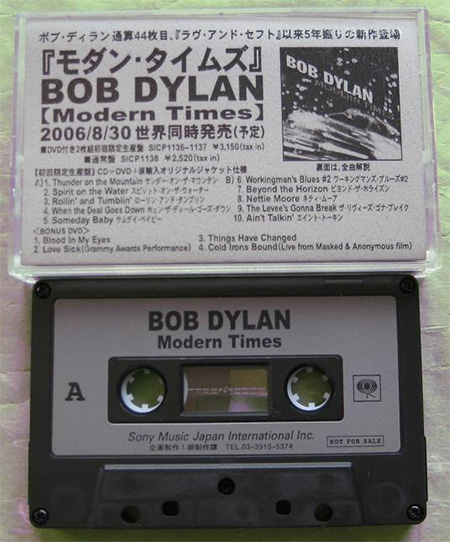 ボブ・ディラン通算44枚目、『ラヴ・アンド・セフト』以来5年振りの新作登場
『モダン・タイムズ』
BOB DYLAN
【Modern Times】
2006/8/30 世界同時発売(予定)
■DVD付き2枚組初回限定生産盤 SICP1136-1137 ¥3,150(tax in)
■通常盤 SICP1138 ¥2,520(tax in)
BOB DYLAN
MODERN TIMES
裏面は、全曲解説
【初回限定生産盤】CD+DVD
A)1. Thunder on the Mountain サンダー・オン・ザ・マウンテン
2. Spirit on the Water スピリット・オン・ザ・ウォーター
3. Rollin' and Tumblin' ローリン・アンド・タンブリン
4. When the Deal Goes Down ホェン・ザ・ディール・ゴーズ・ダウン
5. Someday Baby サムデイ・ベイビー
B) 6. Workingman's Blues #2 ワーキングマンズ・ブルーズ#2
7. Beyond the Horizon ビヨンド・ザ・ホライズン
8. Nettie Moore ネティ・ムーア
9. The Levee's Gonna Break ザ・リヴィーズ・ゴナ・ブレイク
10. Ain't Talkin' エイント・トーキン
<BONUS DVD>
1. Blood In My Eyes
2. Love Sick(Grammy Awards Performance)
3. Things Have Changed
4. Cold Irons Bound(Live from Masked & Anonymous film)
BOB DYLAN
Modern Times
A
Sony Music Japan International Inc.
TEL 03-3515-5374
NOT FOR SALE